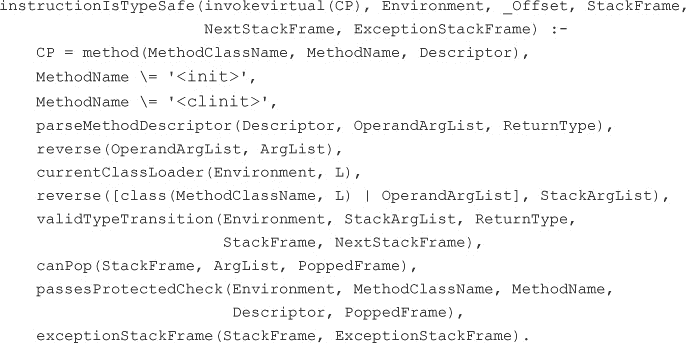 instructionIsTypeSafe(invokevirtual(CP), Environment, _Offset, StackFrame,
NextStackFrame, ExceptionStackFrame) :-
CP = method(MethodClassName, MethodName, Descriptor),
MethodName \= '<init>',
MethodName \= '<clinit>',
parseMethodDescriptor(Descriptor, OperandArgList, ReturnType),
reverse(OperandArgList, ArgList),
currentClassLoader(Environment, L),
reverse([class(MethodClassName, L) | OperandArgList], StackArgList),
validTypeTransition(Environment, StackArgList, ReturnType,
StackFrame, NextStackFrame),
canPop(StackFrame, ArgList, PoppedFrame),
passesProtectedCheck(Environment, MethodClassName, MethodName,
Descriptor, PoppedFrame),
exceptionStackFrame(StackFrame, ExceptionStackFrame).